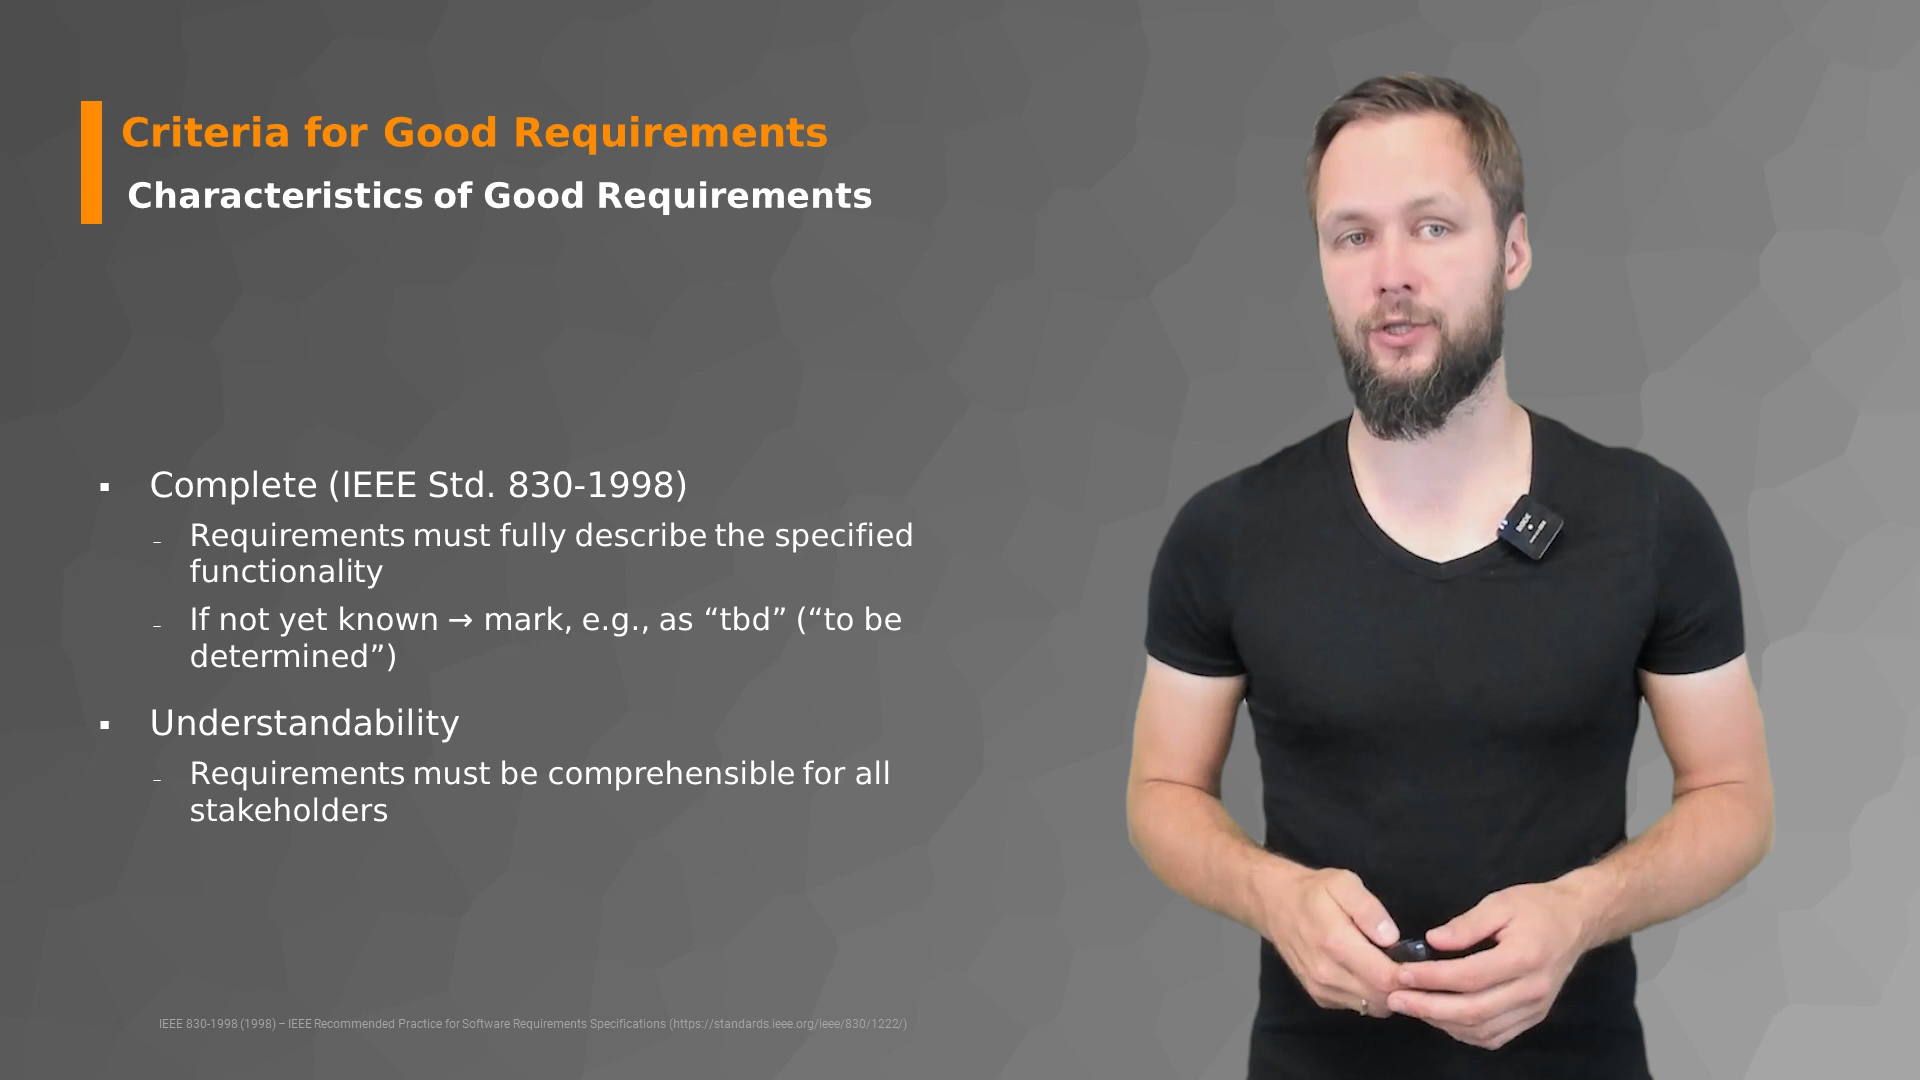 Criteria for Good Requirements
Characteristics of Good Requirements
▪ Complete (IEEE Std. 830-1998)
– Requirements must fully describe the specified
functionality
– If not yet known → mark, e.g., as “tbd” (“to be
determined”)
▪ Understandability
– Requirements must be comprehensible for all
stakeholders
IEEE 830-1998 (1998) – IEEE Recommended Practice for Software Requirements Specifications (https://standards.ieee.org/ieee/830/1222/)